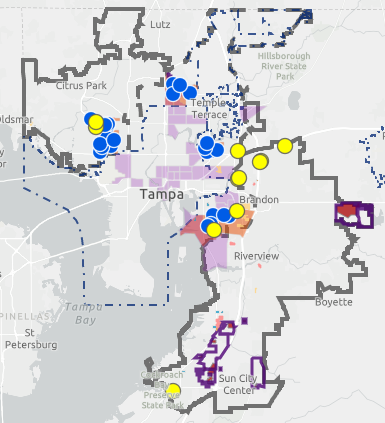 Lutz
Hillsborough
River State
Park
Citrus Park
Temple
Terrace
Oldsmar
Tampa
Brandon
Riverview
Tampa
Bay
PINELLAS
St
Petersburg
Boyette
Sun City
Center
Preserve
State Park